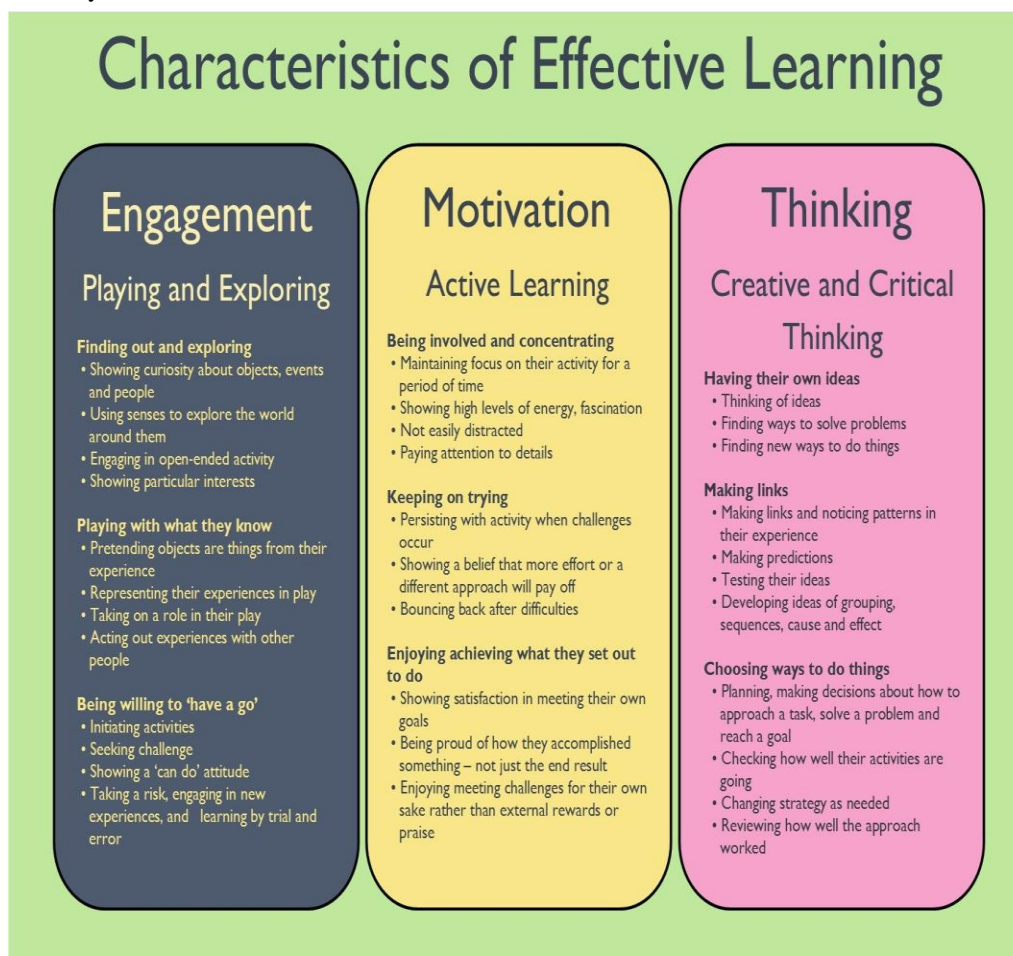 Characteristics of Effective Learning
Engagement
Playing and Exploring
Finding out and exploring
• Showing curiosity about objects, events
and people
• Using senses to explore the world
around them
• Engaging in open-ended activity
• Showing particular interests
Playing with what they know
• Pretending objects are things from their
experience
• Representing their experiences in play
• Taking on a role in their play
• Acting out experiences with other
people
Being willing to ‘have a go’
• Initiating activities
• Seeking challenge
• Showing a ‘can do’ attitude
• Taking a risk, engaging in new
experiences, and learning by trial and
error
Motivation
Active Learning
Being involved and concentrating
• Maintaining focus on their activity for a
period of time
• Showing high levels of energy, fascination
• Not easily distracted
• Paying attention to details
Keeping on trying
• Persisting with activity when challenges
occur
• Showing a belief that more effort or a
different approach will pay off
• Bouncing back after difficulties
Enjoying achieving what they set out
to do
• Showing satisfaction in meeting their own
goals
• Being proud of how they accomplished
something – not just the end result
• Enjoying meeting challenges for their own
sake rather than external rewards or
praise
Thinking
Creative and Critical
Thinking
Having their own ideas
• Thinking of ideas
• Finding ways to solve problems
• Finding new ways to do things
Making links
• Making links and noticing patterns in
their experience
• Making predictions
• Testing their ideas
• Developing ideas of grouping,
sequences, cause and effect
Choosing ways to do things
• Planning, making decisions about how to
approach a task, solve a problem and
reach a goal
• Checking how well their activities are
going
• Changing strategy as needed
• Reviewing how well the approach
worked